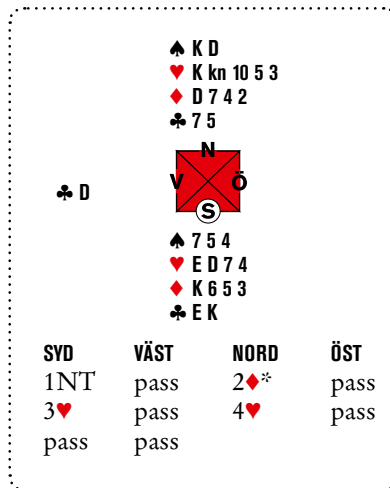 ♠ K D
♥ K kn 10 5 3
♦ D 7 4 2
♣ 7 5
N
♣ D
V Ö
S
♠ 7 5 4
♥ E D 7 4
♦ K 6 5 3
♣ E K
SYD VÄST NORD ÖST
1NT pass 2♦* pass
3♥ pass 4♥ pass
pass pass